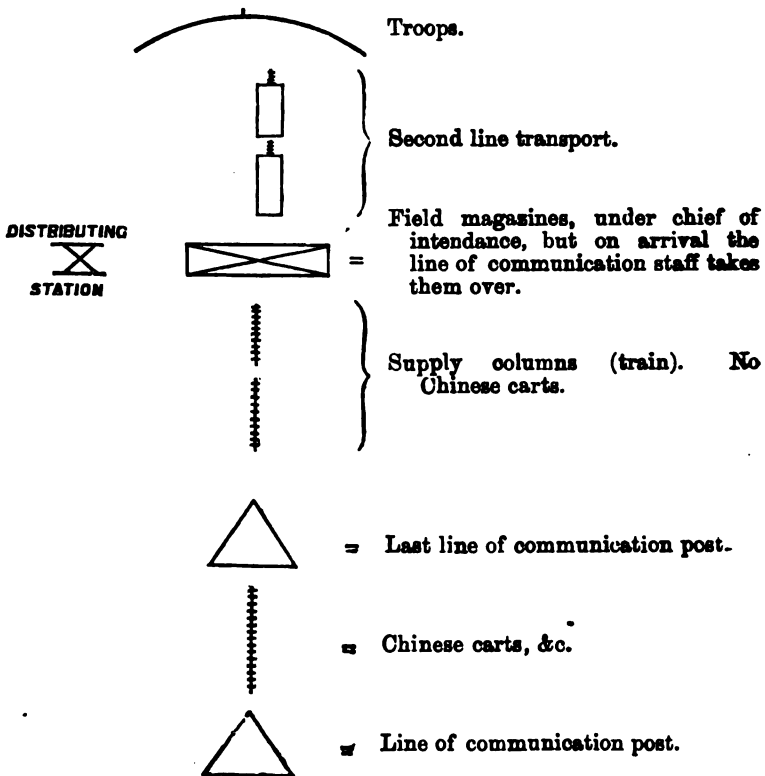 Troops.
Second line transport.
DISTRIBUTING
STATION
Field magazines, under chief of
intendance, but on arrival the
= line of communication staff takes
them over.
Supply columns (train). No
Chinese carts.
= Last line of communication post.
= Chinese carts, &c.
= Line of communication post.